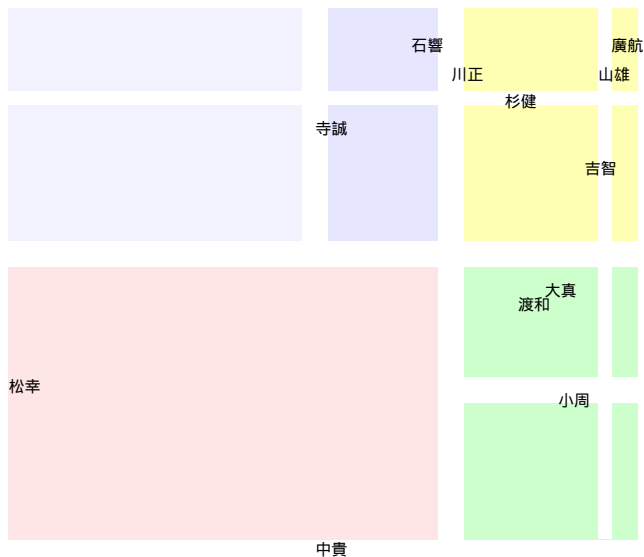 石響
廣航
川正
山雄
杉健
寺誠
吉智
大真
渡和
松幸
小周
中貴